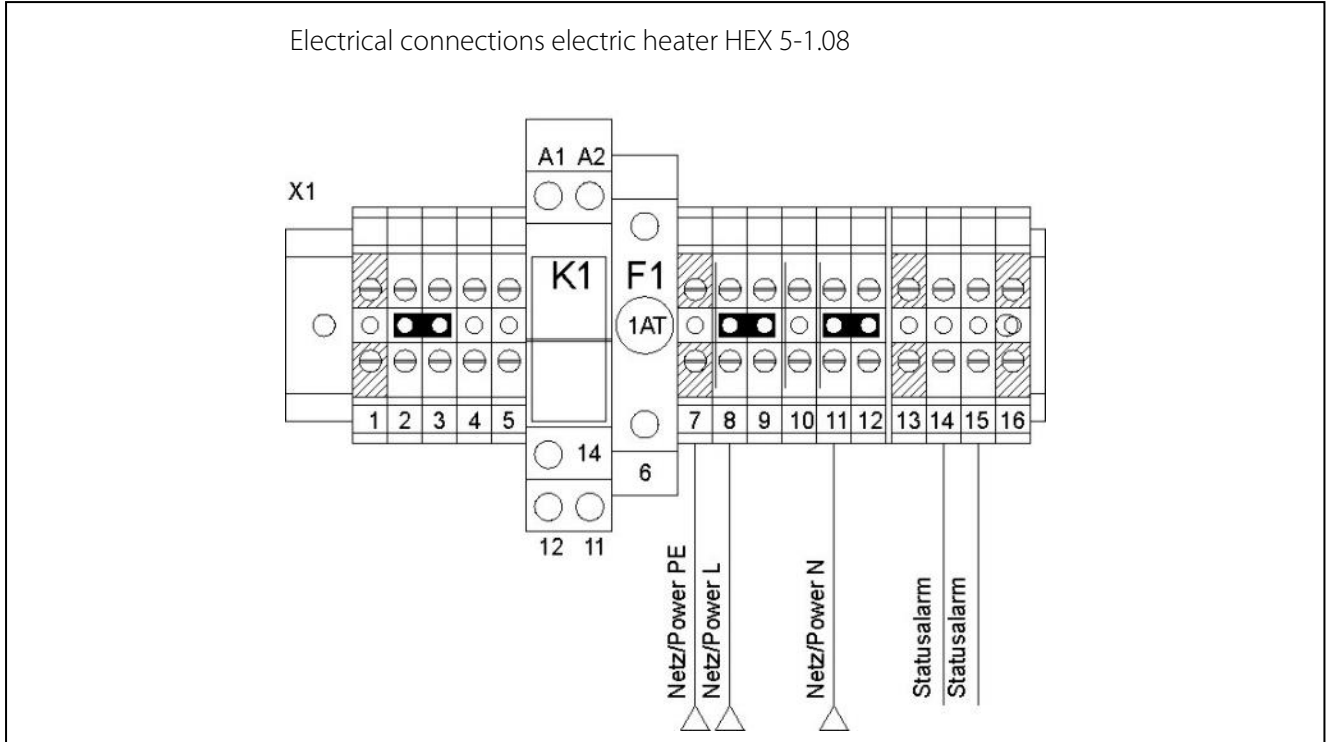 Electrical connections electric heater HEX 5-1.08
A1 A2
X1
K1
F1
1AT
1 2 3 4 5
7 8 9 10 11 12 13 14 15 16
14
6
12 11
Netz/Power PE
Netz/Power L
Netz/Power N
Statusalarm
Statusalarm